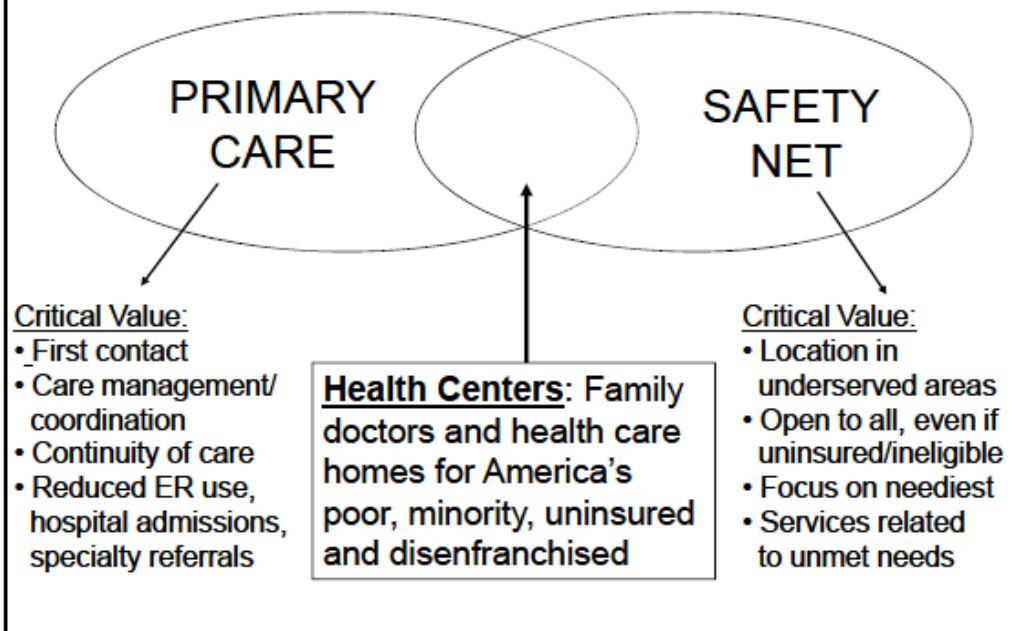 PRIMARY
CARE
SAFETY
NET
Critical Value:
• First contact
• Care management/
coordination
• Continuity of care
• Reduced ER use,
hospital admissions,
specialty referrals
Health Centers: Family
doctors and health care
homes for America's
poor, minority, uninsured
and disenfranchised
Critical Value:
• Location in
underserved areas
• Open to all, even if
uninsured/ineligible
• Focus on neediest
• Services related
to unmet needs